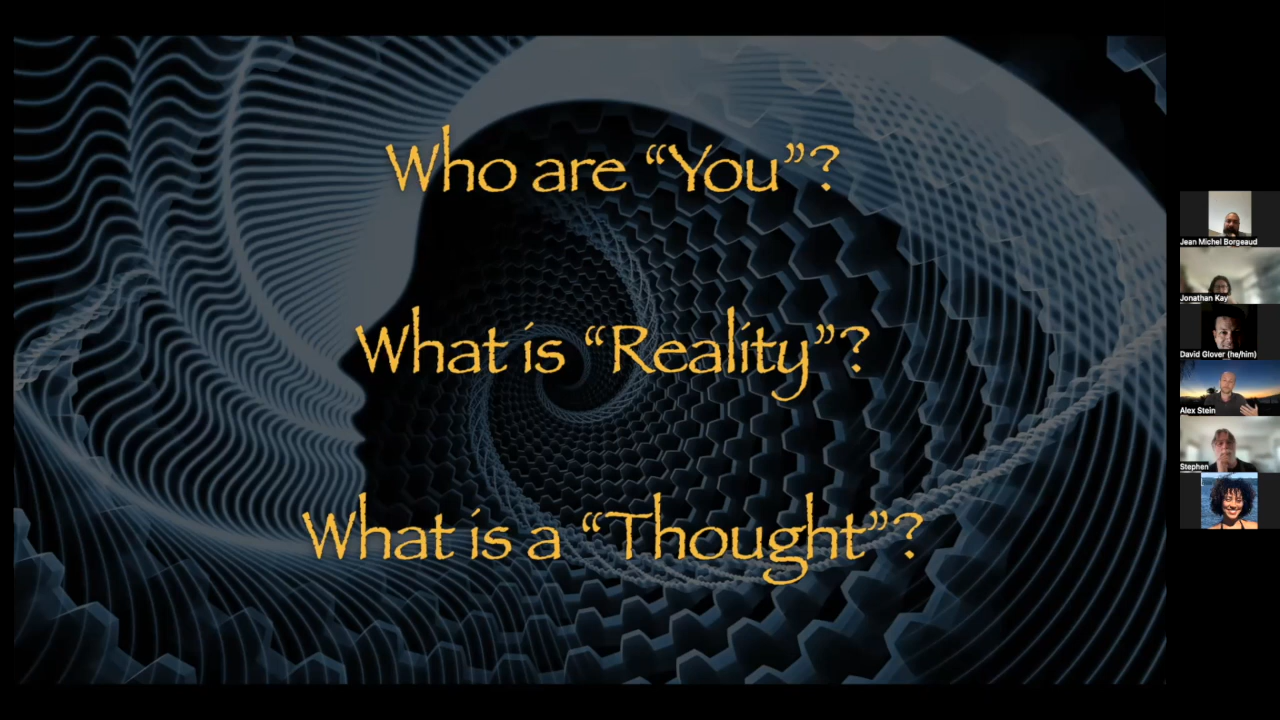 Who are “You”?
What is “Reality”?
What is a “Thought”?
Jean Michel Borgeaud
Jonathan Kay
David Glover (he/him)
Alex Stein
Stephen